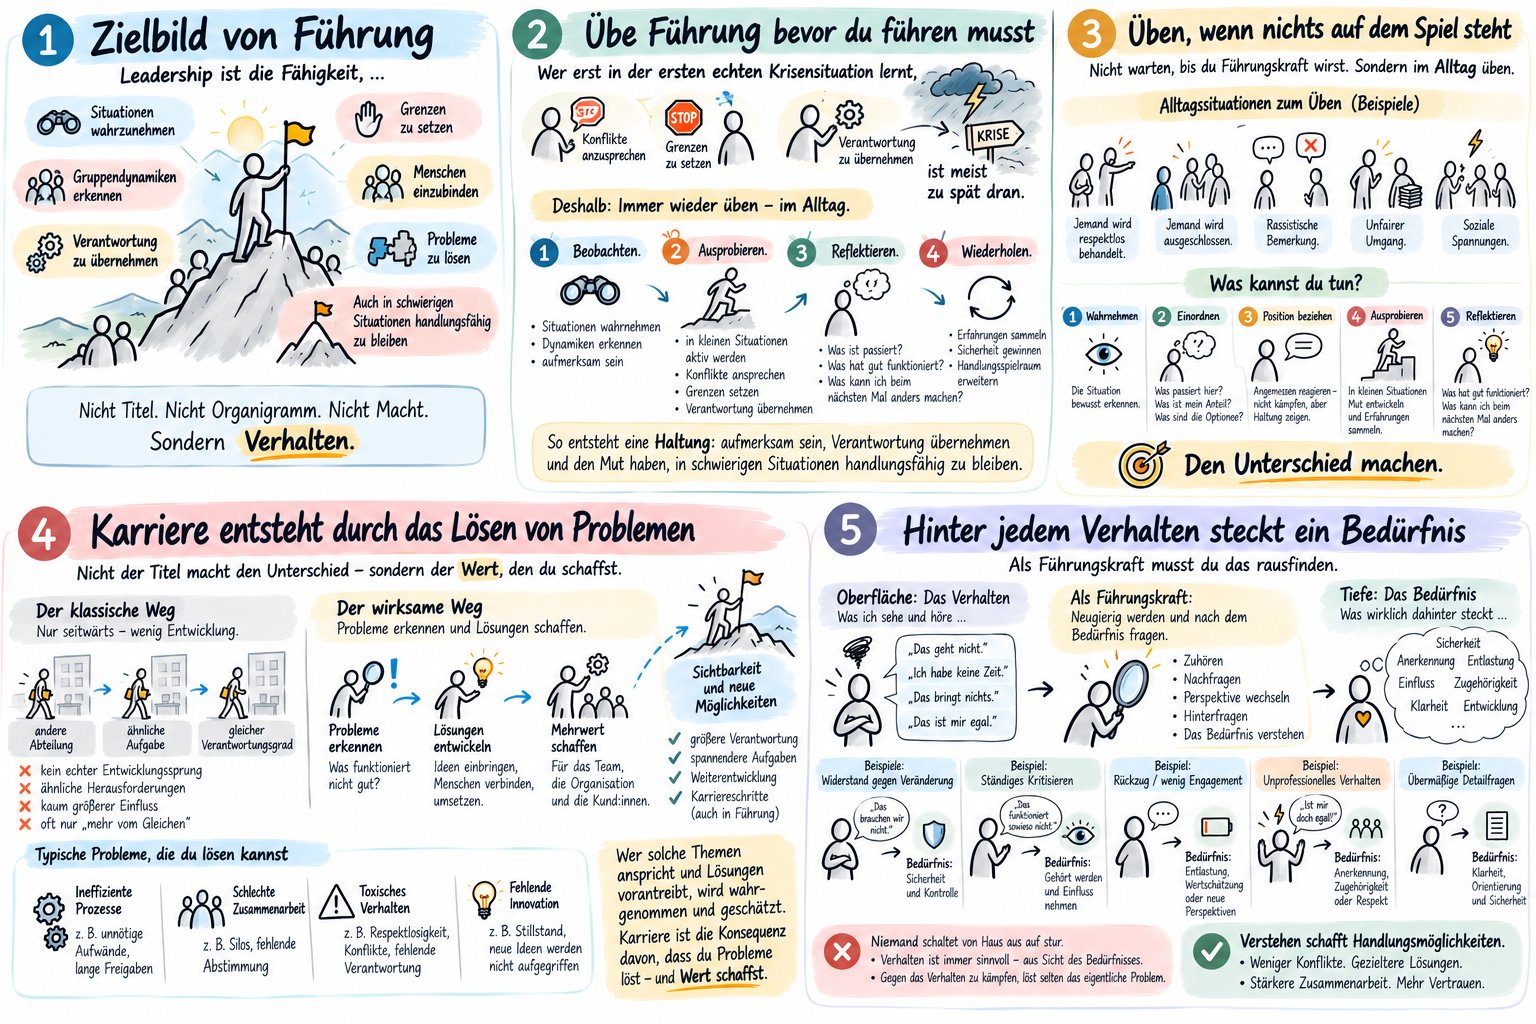 1 Zielbild von Führung
Leadership ist die Fähigkeit, ...
Situationen
wahrzunehmen
Grenzen
zu setzen
Gruppendynamiken
erkennen
Menschen
einzubinden
Verantwortung
zu übernehmen
Probleme
zu lösen
Auch in schwierigen
Situationen handlungsfähig
zu bleiben
Nicht Titel. Nicht Organigramm. Nicht Macht.
Sondern Verhalten.
2 Übe Führung bevor du führen musst
Wer erst in der ersten echten Krisensituation lernt,
Konflikte
anzusprechen
STOP
Grenzen
zu setzen
Verantwortung
zu übernehmen
KRISE
ist meist
zu spät dran.
Deshalb: Immer wieder üben – im Alltag.
1 Beobachten.
• Situationen wahrnehmen
• Dynamiken erkennen
• aufmerksam sein
2 Ausprobieren.
• in kleinen Situationen
aktiv werden
• Konflikte ansprechen
• Grenzen setzen
• Verantwortung übernehmen
3 Reflektieren.
• Was ist passiert?
• Was hat gut funktioniert?
• Was kann ich beim
nächsten Mal anders machen?
4 Wiederholen.
• Erfahrungen sammeln
• Sicherheit gewinnen
• Handlungsspielraum
erweitern
So entsteht eine Haltung: aufmerksam sein, Verantwortung übernehmen
und den Mut haben, in schwierigen Situationen handlungsfähig zu bleiben.
3 Üben, wenn nichts auf dem Spiel steht
Nicht warten, bis du Führungskraft wirst. Sondern im Alltag üben.
Alltagssituationen zum Üben (Beispiele)
Jemand wird
respektlos
behandelt.
Jemand wird
ausgeschlossen.
Rassistische
Bemerkung.
Unfairer
Umgang.
Soziale
Spannungen.
Was kannst du tun?
1 Wahrnehmen
Die Situation
bewusst erkennen.
2 Einordnen
Was passiert hier?
Was ist mein Anteil?
Was sind die Optionen?
3 Position beziehen
Angemessen reagieren –
nicht kämpfen, aber
Haltung zeigen.
4 Ausprobieren
In kleinen Situationen
Mut entwickeln
und Erfahrungen
sammeln.
5 Reflektieren
Was hat gut funktioniert?
Was kann ich beim
nächsten Mal anders
machen?
Den Unterschied machen.
4 Karriere entsteht durch das Lösen von Problemen
Nicht der Titel macht den Unterschied – sondern der Wert, den du schaffst.
Der klassische Weg
Nur seitwärts – wenig Entwicklung.
andere
Abteilung
ähnliche
Aufgabe
gleicher
Verantwortungsgrad
kein echter Entwicklungssprung
ähnliche Herausforderungen
kaum größerer Einfluss
oft nur „mehr vom Gleichen“
Der wirksame Weg
Probleme erkennen und Lösungen schaffen.
Probleme
erkennen
Was funktioniert
nicht gut?
Lösungen
entwickeln
Ideen einbringen,
Menschen verbinden,
umsetzen.
Mehrwert
schaffen
Für das Team,
die Organisation
und die Kund:innen.
Sichtbarkeit
und neue
Möglichkeiten
größere Verantwortung
spannendere Aufgaben
Weiterentwicklung
Karriereschritte
(auch in Führung)
Typische Probleme, die du lösen kannst
Ineffiziente
Prozesse
z. B. unnötige
Aufwände,
lange Freigaben
Schlechte
Zusammenarbeit
z. B. Silos, fehlende
Abstimmung
Toxisches
Verhalten
z. B. Respektlosigkeit,
Konflikte, fehlende
Verantwortung
Fehlende
Innovation
z. B. Stillstand,
neue Ideen werden
nicht aufgegriffen
Wer solche Themen
anspricht und Lösungen
vorantreibt, wird wahr-
genommen und geschätzt.
Karriere ist die Konsequenz
davon, dass du Probleme
löst – und Wert schaffst.
5 Hinter jedem Verhalten steckt ein Bedürfnis
Als Führungskraft musst du das rausfinden.
Oberfläche: Das Verhalten
Was ich sehe und höre ...
„Das geht nicht.“
„Ich habe keine Zeit.“
„Das bringt nichts.“
„Das ist mir egal.“
Als Führungskraft:
Neugierig werden und nach dem
Bedürfnis fragen.
• Zuhören
• Nachfragen
• Perspektive wechseln
• Hinterfragen
• Das Bedürfnis verstehen
Tiefe: Das Bedürfnis
Was wirklich dahinter steckt ...
Sicherheit
Anerkennung Entlastung
Einfluss Zugehörigkeit
Klarheit Entwicklung
...
Beispiel:
Widerstand gegen Veränderung
„Das
brauchen wir
nicht.“
Bedürfnis:
Sicherheit
und Kontrolle
Beispiel:
Ständiges Kritisieren
„Das
funktioniert
sowieso nicht.“
Bedürfnis:
Gehört werden
und Einfluss
nehmen
Beispiel:
Rückzug / wenig Engagement
Bedürfnis:
Entlastung,
Wertschätzung
oder neue
Perspektiven
Beispiel:
Unprofessionelles Verhalten
„Ist mir
doch egal!“
Bedürfnis:
Anerkennung,
Zugehörigkeit
oder Respekt
Beispiel:
Übermäßige Detailfragen
?
Bedürfnis:
Klarheit,
Orientierung
und Sicherheit
Niemand schaltet von Haus aus auf stur.
• Verhalten ist immer sinnvoll – aus Sicht des Bedürfnisses.
• Gegen das Verhalten zu kämpfen, löst selten das eigentliche Problem.
Verstehen schafft Handlungsmöglichkeiten.
• Weniger Konflikte. Gezieltere Lösungen.
• Stärkere Zusammenarbeit. Mehr Vertrauen.